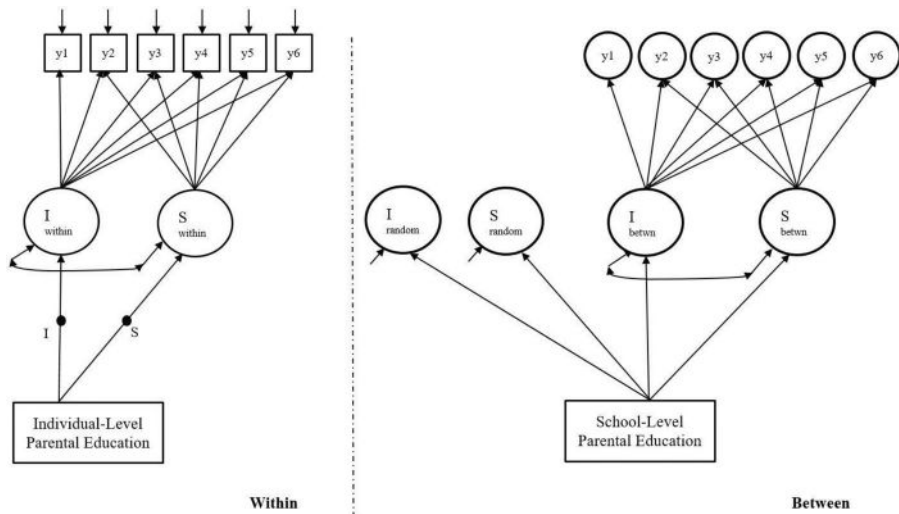 y1 y2 y3 y4 y5 y6
I
within
S
within
I
S
Individual-Level
Parental Education
Within
y1 y2 y3 y4 y5 y6
I
random
S
random
I
betwn
S
betwn
School-Level
Parental Education
Between